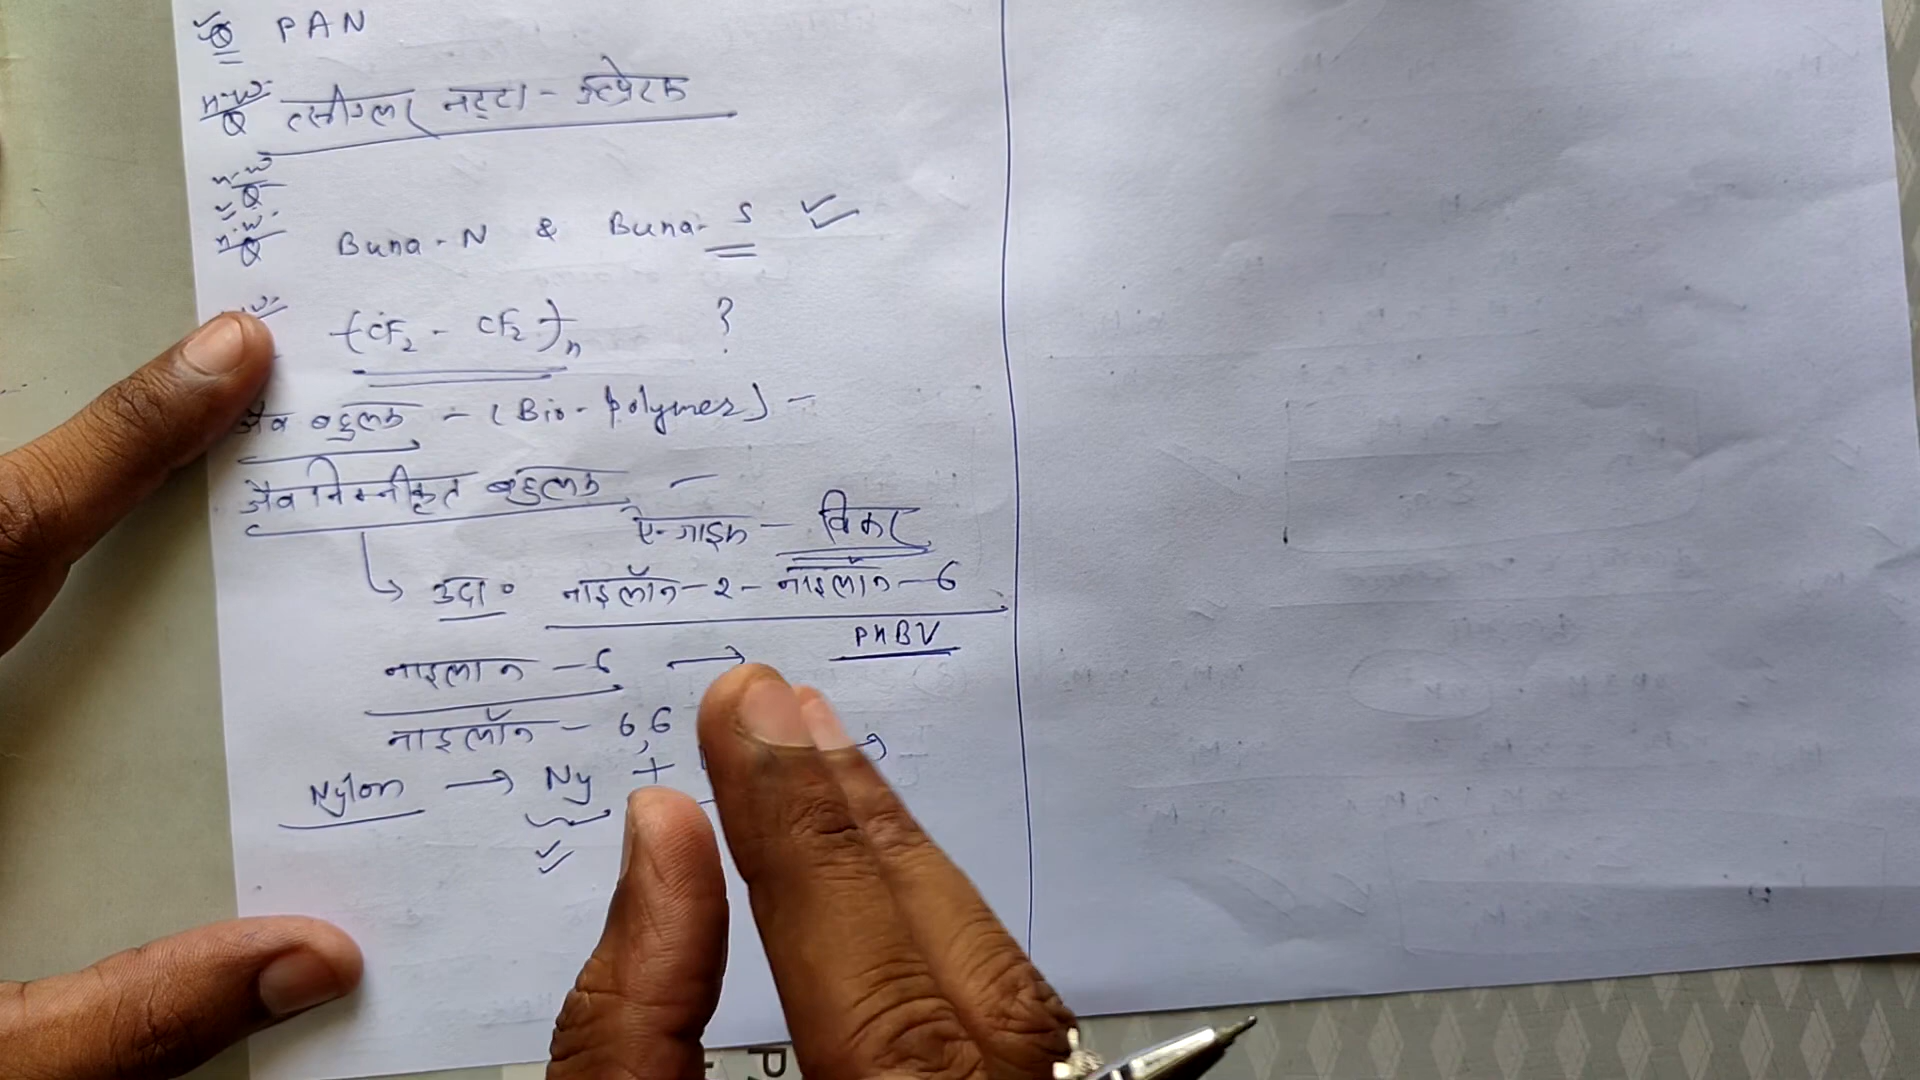 Q PAN
H.W. Q त्सीग्लर नट्टा - उत्प्रेरक
H.W. Q
H.W. Q Buna-N & Buna-S
(CF2 - CF2)n ?
जैव बहुलक - (Bio-polymer) -
जैव निम्नीकृत बहुलक -
एन्जाइम - विकर
उदा० नाइलॉन-2-नाइलॉन-6
PHBV
नाइलॉन-6 →
नाइलॉन-6,6 →
Nylon → Ny +